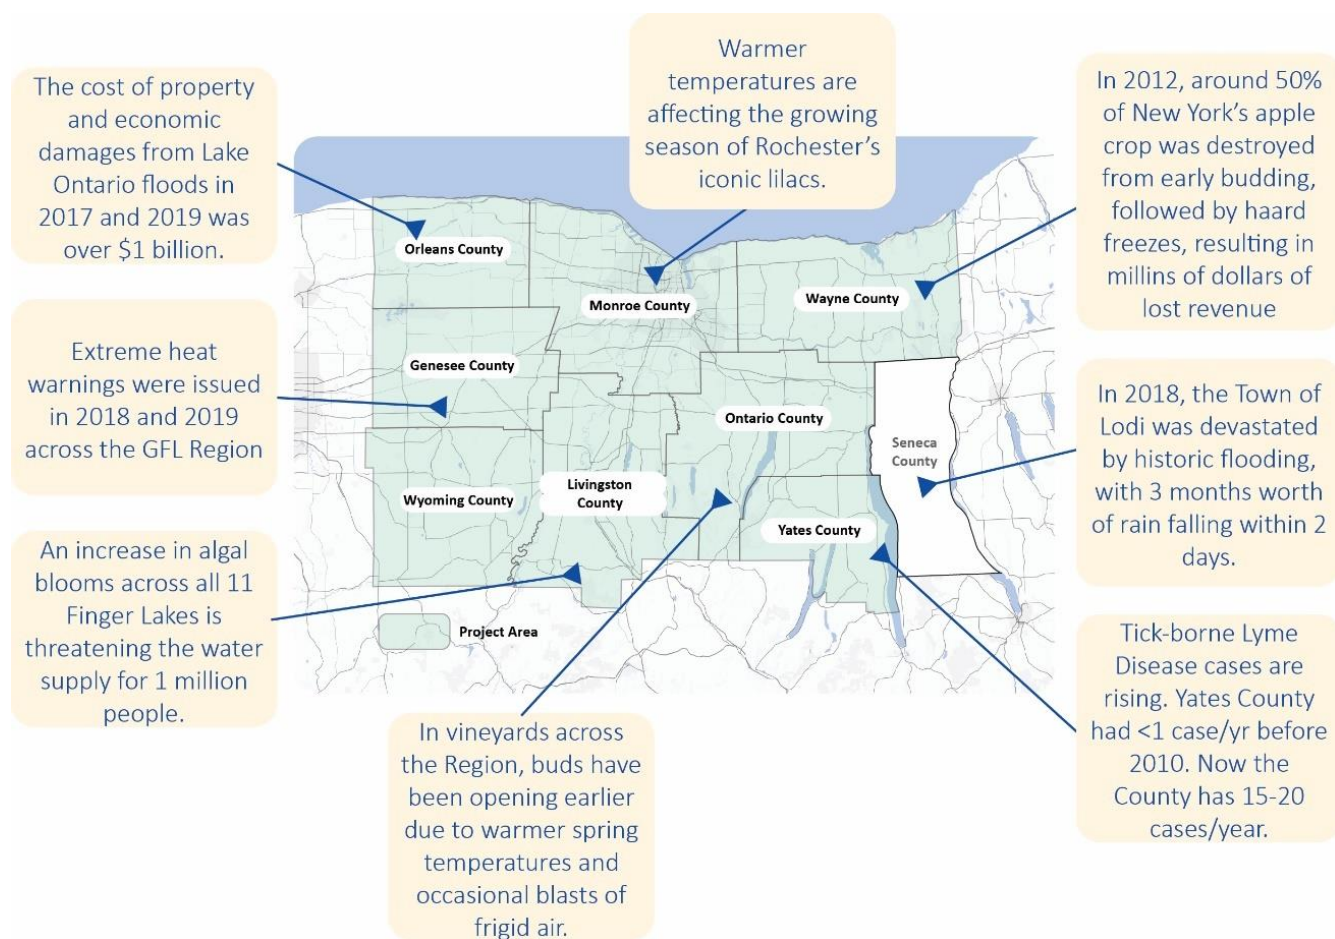 Warmer
temperatures are
affecting the growing
season of Rochester's
iconic lilacs.
The cost of property
and economic
damages from Lake
Ontario floods in
2017 and 2019 was
over $1 billion.
In 2012, around 50%
of New York's apple
crop was destroyed
from early budding,
followed by haard
freezes, resulting in
millins of dollars of
lost revenue
Orleans County
Monroe County
Wayne County
Extreme heat
warnings were issued
in 2018 and 2019
across the GFL Region
Genesee County
Ontario County
Seneca
County
In 2018, the Town of
Lodi was devastated
by historic flooding,
with 3 months worth
of rain falling within 2
days.
Wyoming County
Livingston
County
Yates County
An increase in algal
blooms across all 11
Finger Lakes is
threatening the water
supply for 1 million
people.
Project Area
Tick-borne Lyme
Disease cases are
rising. Yates County
had <1 case/yr before
2010. Now the
County has 15-20
cases/year.
In vineyards across
the Region, buds have
been opening earlier
due to warmer spring
temperatures and
occasional blasts of
frigid air.